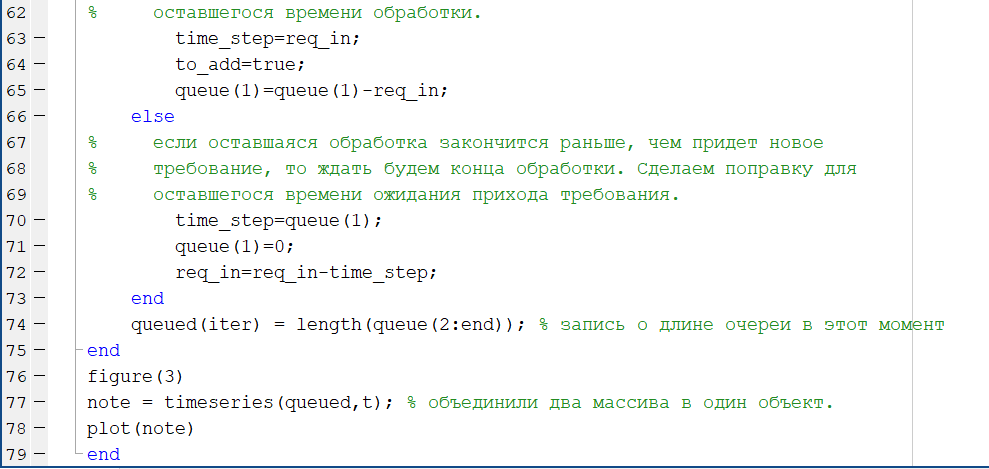 62 %     оставшегося времени обработки.
63 –         time_step=req_in;
64 –         to_add=true;
65 –         queue(1)=queue(1)-req_in;
66 –     else
67 %     если оставшаяся обработка закончится раньше, чем придет новое
68 %     требование, то ждать будем конца обработки. Сделаем поправку для
69 %     оставшегося времени ожидания прихода требования.
70 –         time_step=queue(1);
71 –         queue(1)=0;
72 –         req_in=req_in-time_step;
73 –     end
74 –     queued(iter) = length(queue(2:end)); % запись о длине очереи в этот момент
75 – end
76 – figure(3)
77 – note = timeseries(queued,t); % объединили два массива в один объект.
78 – plot(note)
79 – end